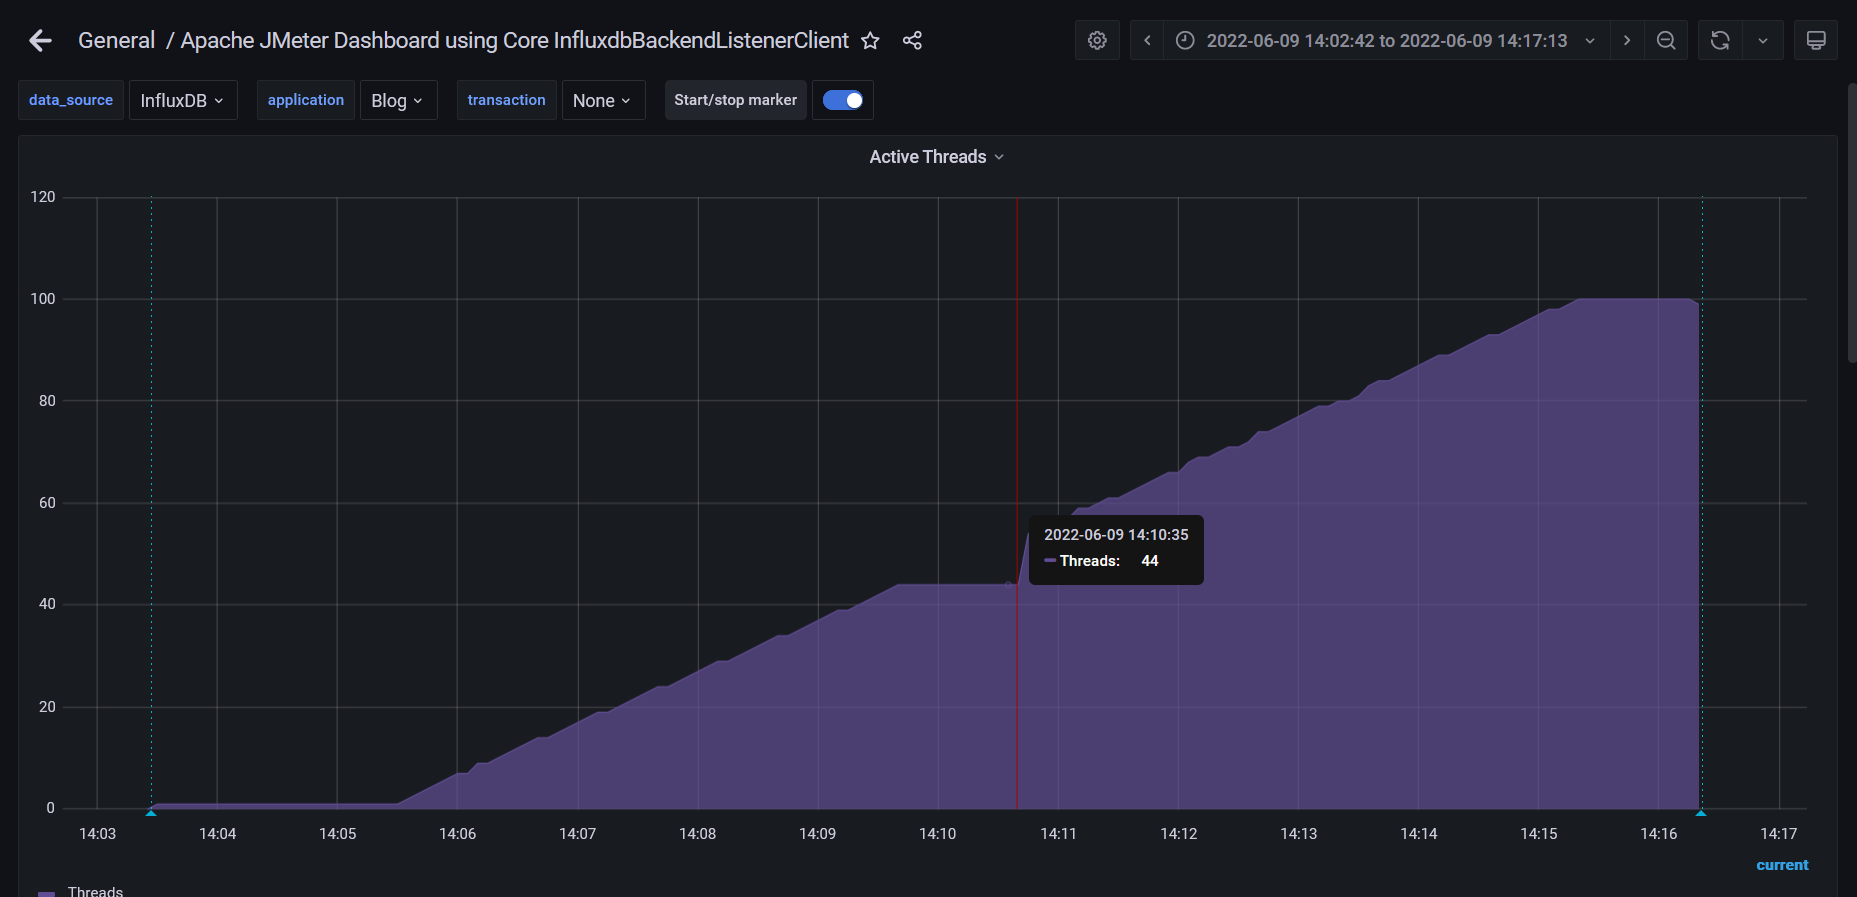 General / Apache JMeter Dashboard using Core InfluxdbBackendListenerClient
2022-06-09 14:02:42 to 2022-06-09 14:17:13
data_source InfluxDB application Blog transaction None Start/stop marker
Active Threads
120
100
80
60
40
20
0
2022-06-09 14:10:35
Threads: 44
14:03 14:04 14:05 14:06 14:07 14:08 14:09 14:10 14:11 14:12 14:13 14:14 14:15 14:16 14:17
current
Threads